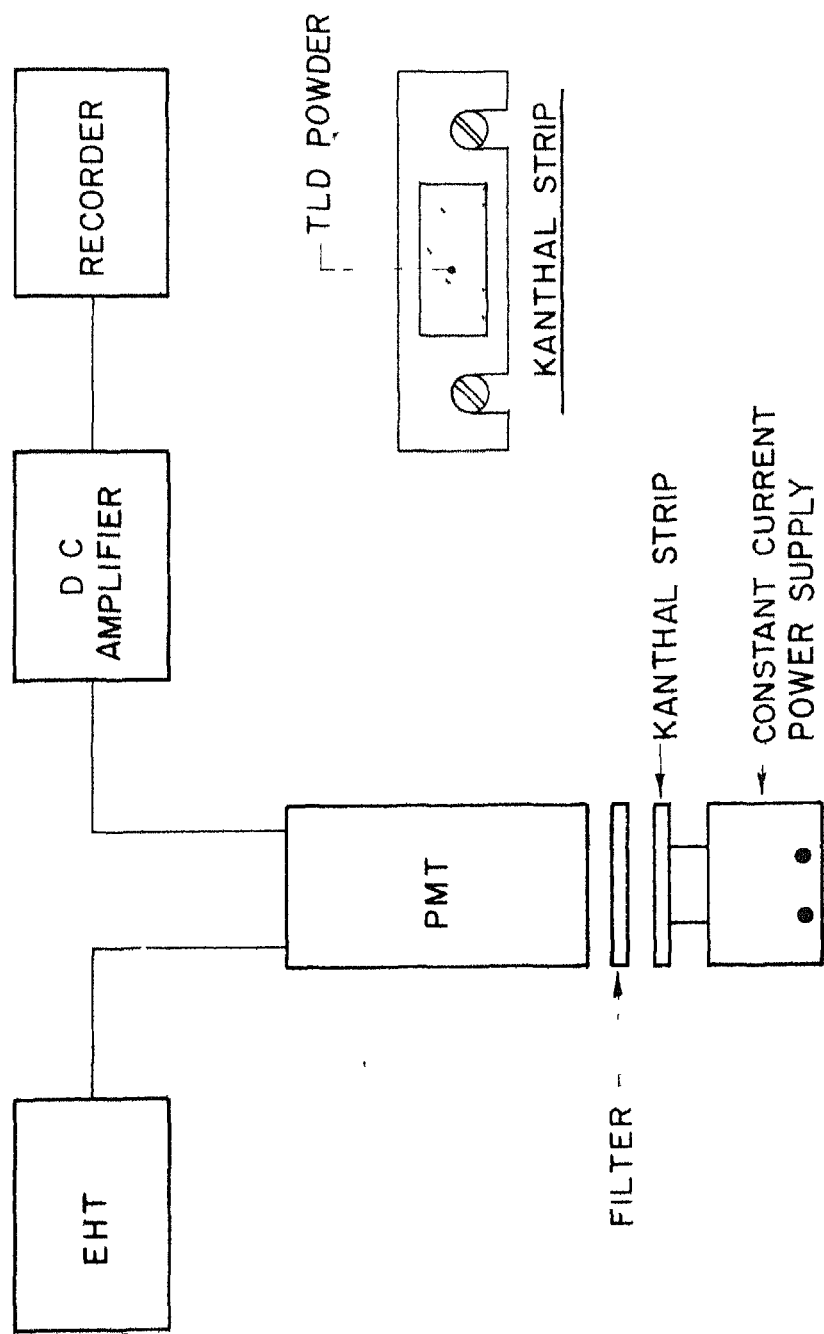 EHT
D C
AMPLIFIER
RECORDER
PMT
FILTER
KANTHAL STRIP
CONSTANT CURRENT
POWER SUPPLY
TLD POWDER
KANTHAL STRIP